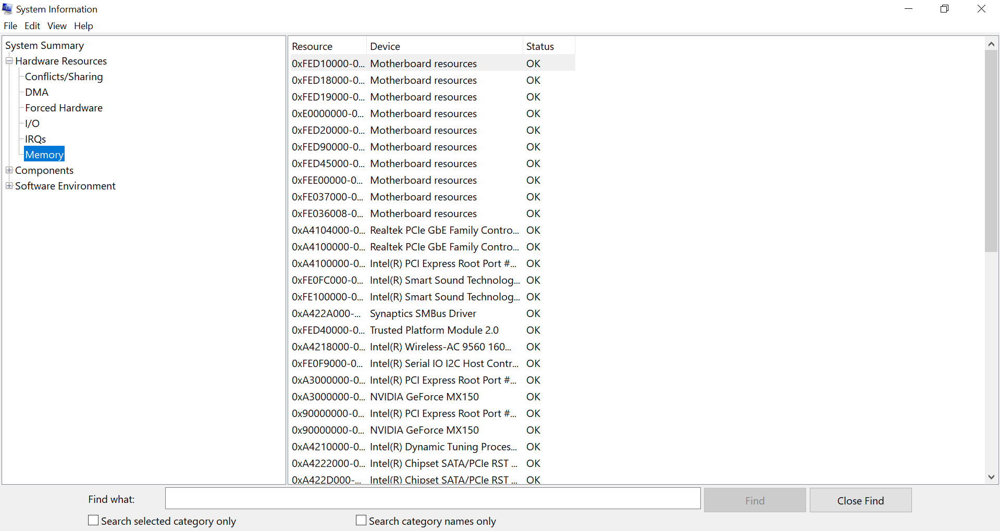 System Information
File Edit View Help
System Summary
Hardware Resources
Conflicts/Sharing
DMA
Forced Hardware
I/O
IRQs
Memory
Components
Software Environment
Resource Device Status
0xFED10000-0... Motherboard resources OK
0xFED18000-0... Motherboard resources OK
0xFED19000-0... Motherboard resources OK
0xE0000000-0... Motherboard resources OK
0xFED20000-0... Motherboard resources OK
0xFED90000-0... Motherboard resources OK
0xFED45000-0... Motherboard resources OK
0xFEE00000-0... Motherboard resources OK
0xFE037000-0... Motherboard resources OK
0xFE036008-0... Motherboard resources OK
0xA4104000-0... Realtek PCIe GbE Family Contro... OK
0xA4100000-0... Realtek PCIe GbE Family Contro... OK
0xA4100000-0... Intel(R) PCI Express Root Port #... OK
0xFE0FC000-0... Intel(R) Smart Sound Technolog... OK
0xFE100000-0... Intel(R) Smart Sound Technolog... OK
0xA422A000-... Synaptics SMBus Driver OK
0xFED40000-0... Trusted Platform Module 2.0 OK
0xA4218000-0... Intel(R) Wireless-AC 9560 160... OK
0xFE0F9000-0... Intel(R) Serial IO I2C Host Contr... OK
0xA3000000-0... Intel(R) PCI Express Root Port #... OK
0xA3000000-0... NVIDIA GeForce MX150 OK
0x90000000-0... Intel(R) PCI Express Root Port #... OK
0x90000000-0... NVIDIA GeForce MX150 OK
0xA4210000-0... Intel(R) Dynamic Tuning Proces... OK
0xA4222000-0... Intel(R) Chipset SATA/PCIe RST ... OK
0xA422D000-... Intel(R) Chipset SATA/PCIe RST ... OK
Find what: Find Close Find
Search selected category only Search category names only